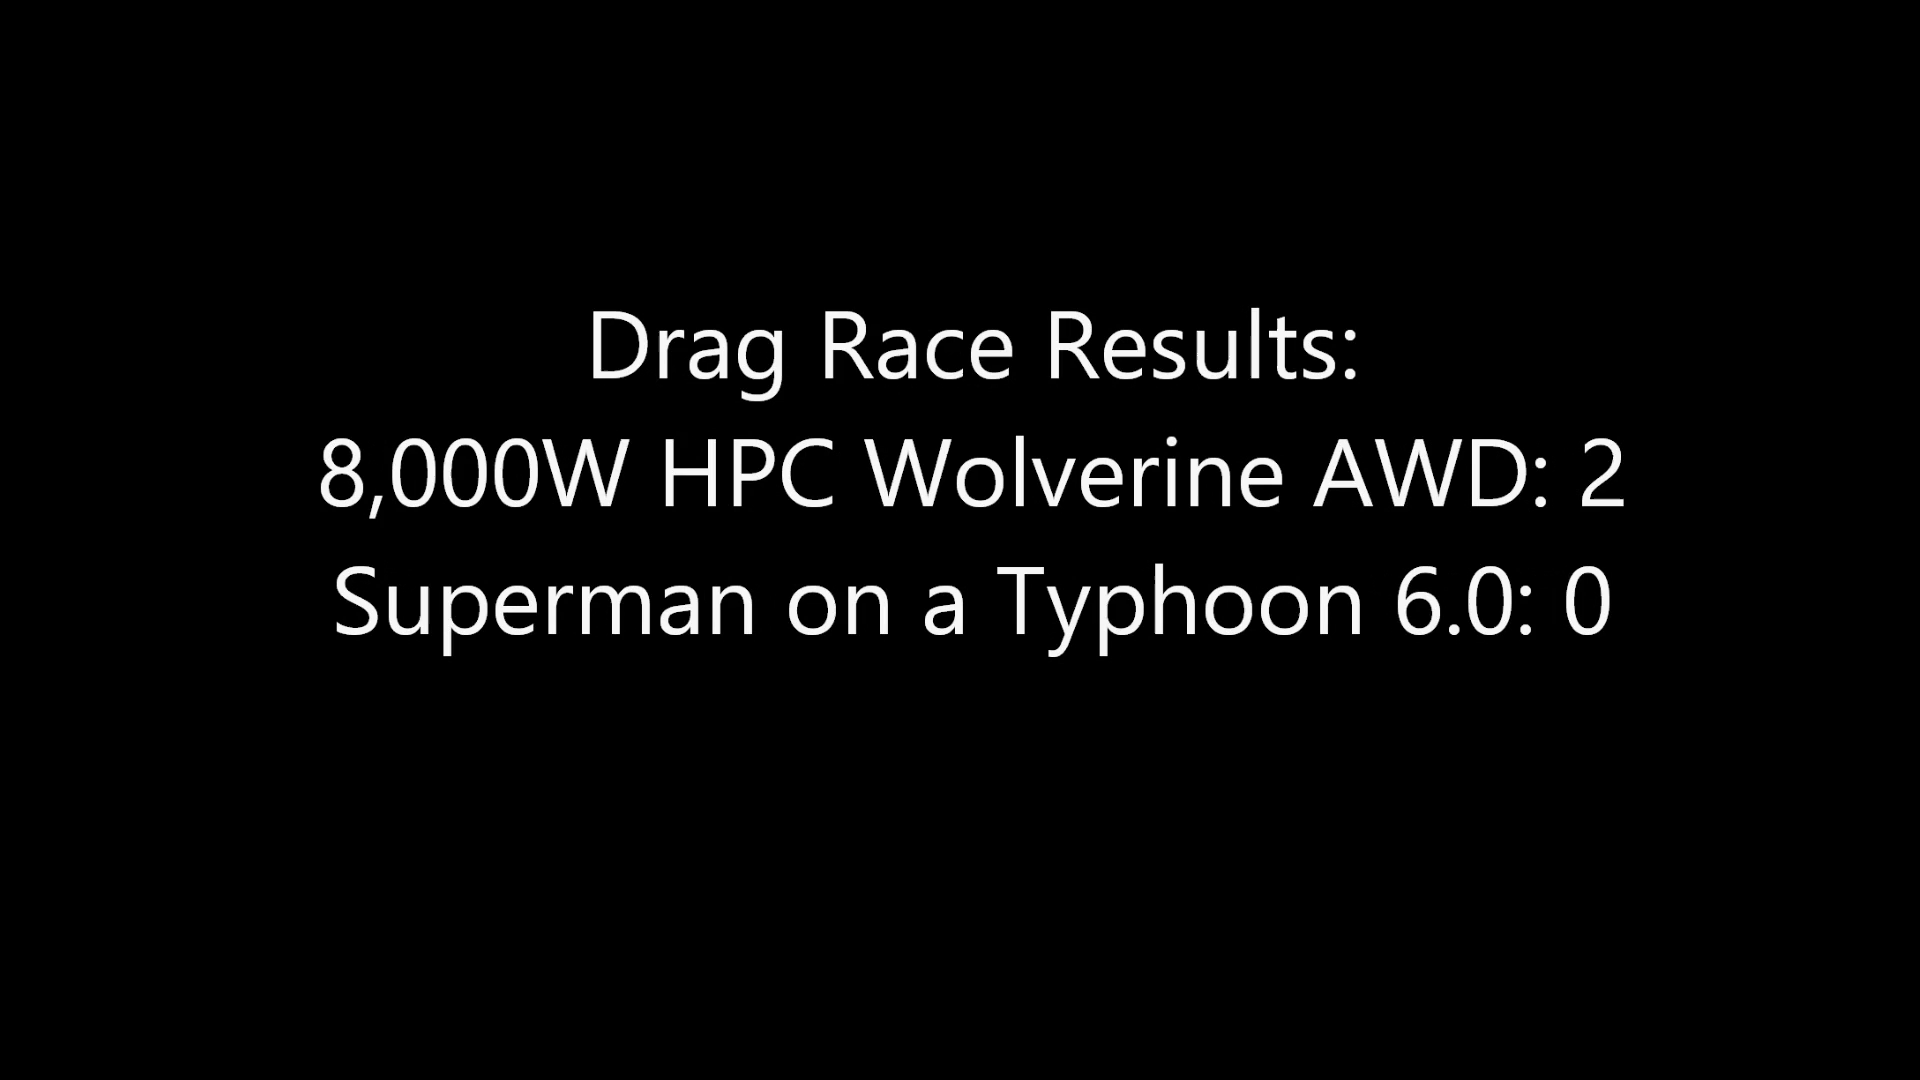 Drag Race Results:
8,000W HPC Wolverine AWD: 2
Superman on a Typhoon 6.0: 0